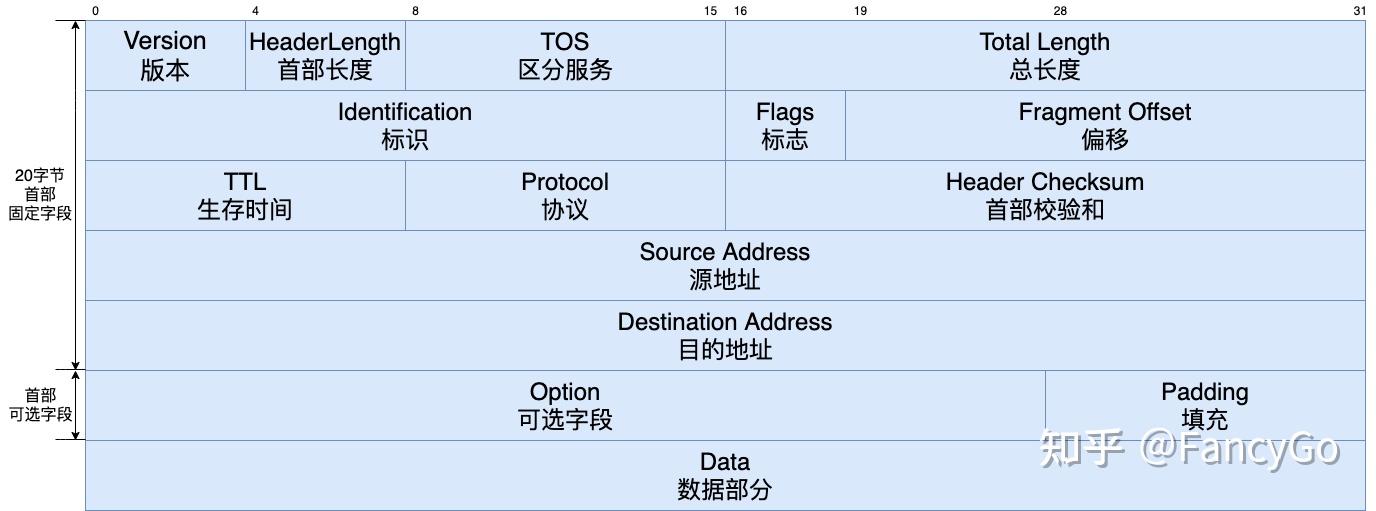 0 4 8 15 16 19 28 31
Version HeaderLength TOS Total Length
版本 首部长度 区分服务 总长度
Identification Flags Fragment Offset
标识 标志 偏移
20字节
首部
固定字段
TTL Protocol Header Checksum
生存时间 协议 首部校验和
Source Address
源地址
Destination Address
目的地址
首部
可选字段
Option Padding
可选字段 填充
知乎 @FancyGo
Data
数据部分